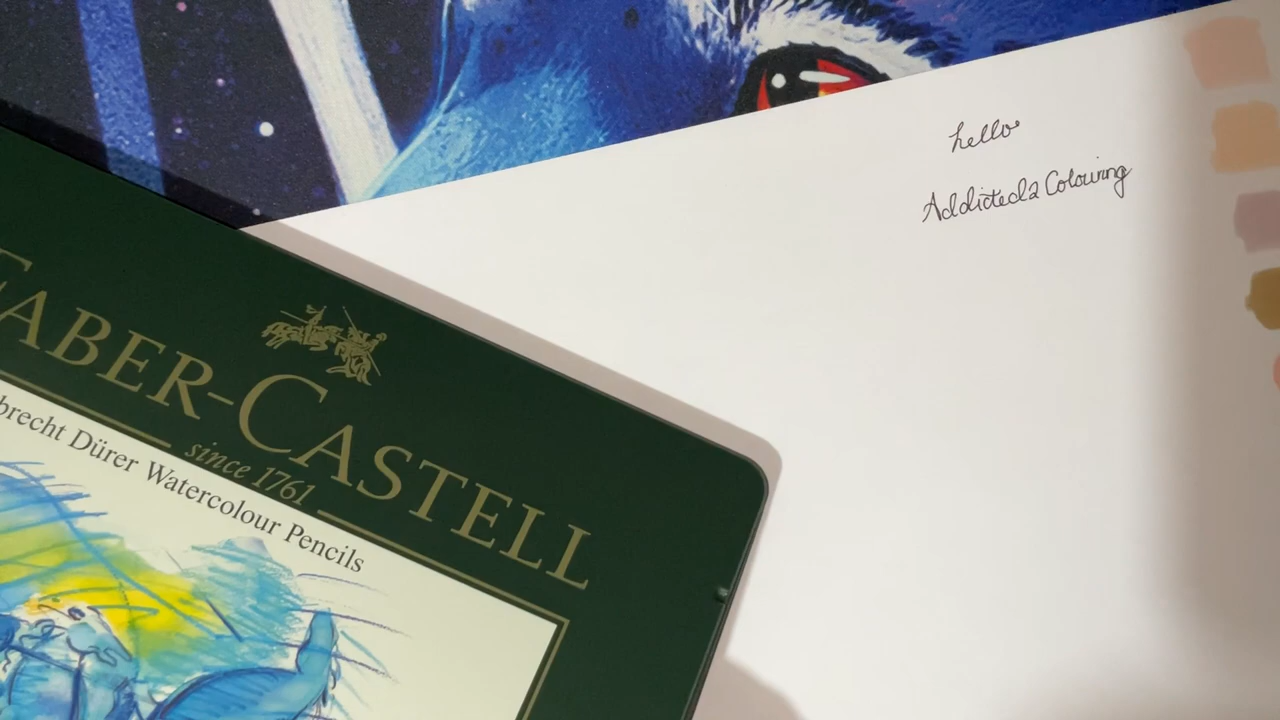 hello
Addicted2 Colouring
FABER-CASTELL
since 1761
brecht Dürer Watercolour Pencils